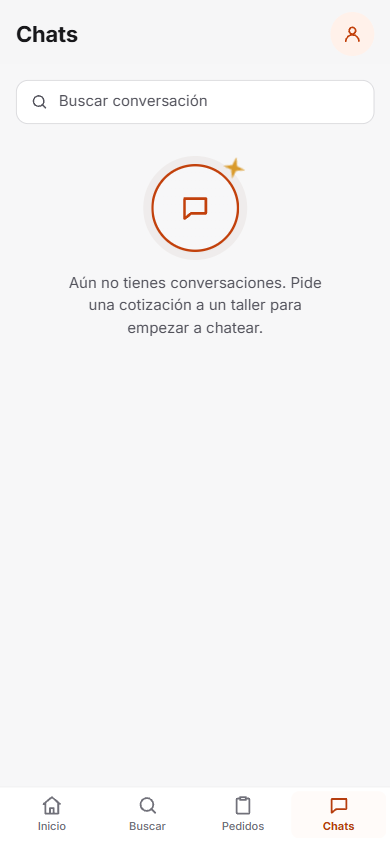 Chats
Buscar conversación
Aún no tienes conversaciones. Pide
una cotización a un taller para
empezar a chatear.
Inicio
Buscar
Pedidos
Chats